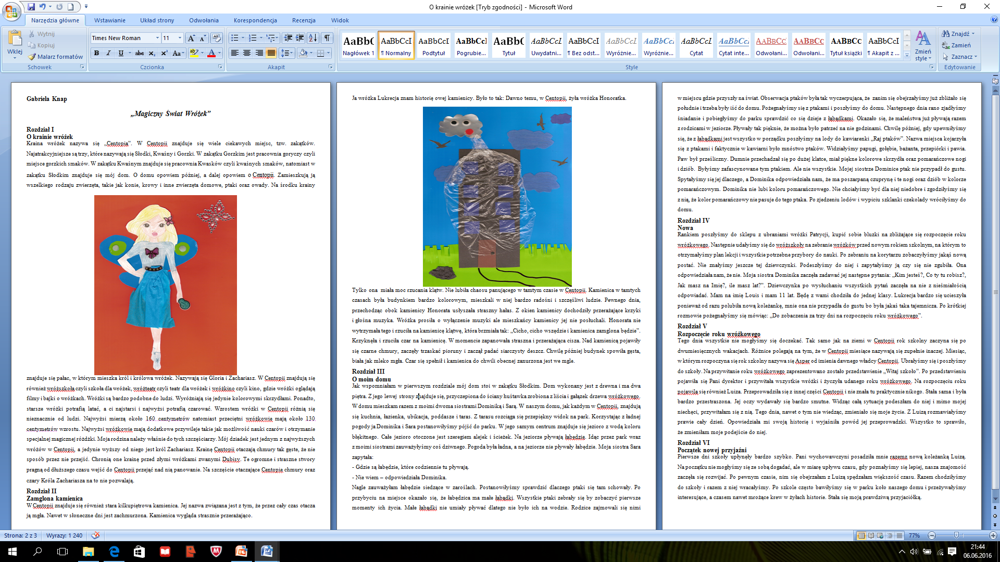 O krainie wróżek [Tryb zgodności] - Microsoft Word
Narzędzia główne
Wstawianie
Układ strony
Odwołania
Korespondencja
Recenzja
Widok
Wklej
Wytnij
Kopiuj
Malarz formatów
Schowek
Times New Roman
11
Czcionka
Akapit
AaBbC AaBbCcI AaBbCcI AaBbCcI AaBbC AaBbCcL AaBbCcI AaBbCcL AaBbCcL AaBbCcL AaBbCcL AABBCC AABBCC AABBCC AaBbCcI
Nagłówek 1
¶ Normalny
Podtytuł
Pogrubie...
Tytuł
Uwydatni...
¶ Bez odst...
Wyróżnie...
Wyróżnie...
Cytat
Cytat inte...
Odwołani...
Odwołani...
Tytuł książki
¶ Akapit z ...
Style
Zmień style
Znajdź
Zamień
Zaznacz
Edytowanie
Gabriela Knap
„Magiczny Świat Wróżek”
Rozdział I
O krainie wróżek
Kraina wróżek nazywa się „Centopia”. W Centopii znajduje się wiele ciekawych miejsc, tzw. zakątków.
Najatrakcyjniejsze są trzy, które nazywają się Słodki, Kwaśny i Gorzki. W zakątku Gorzkim jest pracownia goryczy czyli
miejsce gorzkich smaków. W zakątku Kwaśnym znajduje się pracownia Kwasków czyli kwaśnych smaków, natomiast w
zakątku Słodkim znajduje się mój dom. O domu opowiem później, a dalej opowiem o Centopii. Zamieszkują ją
wszelkiego rodzaju zwierzęta, takie jak konie, krowy i inne zwierzęta domowe, ptaki oraz owady. Na środku krainy
znajduje się pałac, w którym mieszka król i królowa wróżek. Nazywają się Gloria i Zachariasz. W Centopii znajdują się
również wróższkoła czyli szkoła dla wróżek, wróżteatr czyli teatr dla wróżek i wróżkino czyli kino, gdzie wróżki oglądają
filmy i bajki o wróżkach. Wróżki są bardzo podobne do ludzi. Wyróżniają się jedynie kolorowymi skrzydłami. Ponadto,
starsze wróżki potrafią latać, a ci najstarsi i najwyżsi potrafią czarować. Wzrostem wróżki w Centopii różnią się
nieznacznie od ludzi. Najwyżsi mierzą około 160 centymetrów natomiast przeciętni wróżkowie mają około 130
centymetrów wzrostu. Najwyżsi wróżkowie mają dodatkowe przywileje takie jak możliwość nauki czarów i otrzymanie
specjalnej magicznej różdżki. Moja rodzina należy właśnie do tych szczęściarzy. Mój dziadek jest jednym z najwyższych
wróżów w Centopii, a jedynie wyższy od niego jest król Zachariasz. Krainę Centopii otaczają chmury tak gęste, że nie
sposób przez nie przejść. Chronią one krainę przed złymi wróżkami zwanymi Dubisy. Te ogromne i straszne stwory
pragną od dłuższego czasu wejść do Centopii przejąć nad nią panowanie. Na szczęście otaczające Centopie chmury oraz
czary Króla Zachariasza na to nie pozwalają.
Rozdział II
Zamglona kamienica
W Centopii znajduje się również stara kilkupiętrowa kamienica. Jej nazwa związana jest z tym, że przez cały czas otacza
ją mgła. Nawet w słoneczne dni jest zachmurzona. Kamienica wygląda strasznie przerażająco.
Ja wróżka Lukrecja znam historię owej kamienicy. Było to tak: Dawno temu, w Centopii, żyła wróżka Honoratka.
Tylko ona miała moc rzucania klątw. Nie lubiła chaosu panującego w tamtym czasie w Centopii. Kamienica w tamtych
czasach była budynkiem bardzo kolorowym, mieszkali w niej bardzo radośni i szczęśliwi ludzie. Pewnego dnia,
przechodząc obok kamienicy Honorata usłyszała straszny hałas. Z okien kamienicy dochodziły przerażające krzyki
i głośna muzyka. Wróżka prosiła o wyłączenie muzyki ale mieszkańcy kamienicy jej nie posłuchali. Honorata nie
wytrzymała tego i rzuciła na kamienicę klątwę, która brzmiała tak: „Cicho, cicho wszędzie i kamienica zamglona będzie”.
Krzyknęła i rzuciła czar na kamienicę. W momencie zapanowała straszna i przerażająca cisza. Nad kamienicą pojawiły
się czarne chmury, zaczęły trzaskać pioruny i zaczął padać siarczysty deszcz. Chwilę później budynek spowiła gęsta,
biała jak mleko mgła. Czar się spełnił i kamienica do chwili obecnej zanurzona jest we mgle.
Rozdział III
O moim domu
Jak wspomniałam w pierwszym rozdziale mój dom stoi w zakątku Słodkim. Dom wykonany jest z drewna i ma dwa
piętra. Z jego lewej strony znajduje się, przyczepiona do ściany huśtawka zrobiona z liścia i gałązek drzewa wróżkowego.
W domu mieszkam razem z moimi dwoma siostrami Dominiką i Sarą. W naszym domu, jak każdym w Centopii, znajdują
się kuchnia, łazienka, ubikacja, poddasze i taras. Z tarasu rozciąga się przepiękny widok na park. Korzystając z ładnej
pogody ja Dominika i Sara postanowiłyśmy pójść do parku. W jego samym centrum znajduje się jezioro z wodą koloru
błękitnego. Całe jezioro otoczone jest szeregiem alejek i ścieżek. Na jeziorze pływają łabędzie. Idąc przez park wraz
z moimi siostrami zauważyłyśmy coś dziwnego. Pogoda była ładna, a na jeziorze nie pływały łabędzie. Moja siostra Sara
zapytała:
- Gdzie są łabędzie, które codziennie tu pływają.
- Nie wiem – odpowiedziała Dominika.
Nagle zauważyłam łabędzie siedzące w zaroślach. Postanowiłyśmy sprawdzić dlaczego ptaki się tam schowały. Po
przybyciu na miejsce okazało się, że łabędzica ma małe łabądki. Wszystkie ptaki zebrały się by zobaczyć pierwsze
momenty ich życia. Małe łabądki nie umiały pływać dlatego nie było ich na wodzie. Rodzice zajmowali się nimi
w miejscu gdzie przyszły na świat. Obserwacja ptaków była tak wyczerpująca, że zanim się obejrzałyśmy już zbliżało się
południe i trzeba były iść do domu. Pożegnałyśmy się z ptakami i poszłyśmy do domu. Następnego dnia rano zjadłyśmy
śniadanie i pobiegłyśmy do parku sprawdzić co się dzieje z łabądkami. Okazało się, że maleństwa już pływają razem
z rodzicami w jeziorze. Pływały tak pięknie, że można było patrzeć na nie godzinami. Chwilę później, gdy upewniłyśmy
się, że z łabądkami jest wszystko w porządku poszłyśmy na lody do kawiarenki „Raj ptaków”. Nazwa miejsca kojarzyła
się z ptakami i faktycznie w kawiarni było mnóstwo ptaków. Widziałyśmy papugi, gołębie, bażanta, przepiórki i pawia.
Paw był prześliczny. Dumnie przechadzał się po dużej klatce, miał piękne kolorowe skrzydła oraz pomarańczowe nogi
i dziób. Byłyśmy zafascynowane tym ptakiem. Ale nie wszystkie. Mojej siostrze Dominice ptak nie przypadł do gustu.
Spytałyśmy się jej dlaczego, a Dominika odpowiedziała nam, że ma poszarpaną czuprynę i te nogi oraz dziób w kolorze
pomarańczowym. Dominika nie lubi koloru pomarańczowego. Nie chciałyśmy być dla niej niedobre i zgodziłyśmy się
z nią, że kolor pomarańczowy nie pasuje do tego ptaka. Po zjedzeniu lodów i wypiciu szklanki czekolady wróciłyśmy do
domu.
Rozdział IV
Nowa
Rankiem poszłyśmy do sklepu z ubraniami wróżki Patrycji, kupić sobie bluzki na zbliżające się rozpoczęcie roku
wróżkowego. Następnie udałyśmy się do wróższkoły na zebranie wróżków przed nowym rokiem szkolnym, na którym to
otrzymałyśmy plan lekcji i wszystkie potrzebne przybory do nauki. Po zebraniu na korytarzu zobaczyłyśmy jakąś nową
postać. Nie znałyśmy jeszcze tej dziewczynki. Podeszłyśmy do niej i zapytałyśmy ją czy się nie zgubiła. Ona
odpowiedziała nam, że nie. Moja siostra Dominika zaczęła zadawać jej następne pytania: „Kim jesteś?, Co ty tu robisz?,
Jak masz na Imię?, ile masz lat?”. Dziewczynka po wysłuchaniu wszystkich pytań zaczęła na nie z nieśmiałością
odpowiadać. Mam na imię Louis i mam 11 lat. Będę z wami chodziła do jednej klasy. Lukrecja bardzo się ucieszyła
ponieważ od razu polubiła nową koleżankę, mnie ona nie przypadła do gustu bo była jakaś taka tajemnicza. Po krótkiej
rozmowie pożegnałyśmy się mówiąc: „Do zobaczenia za trzy dni na rozpoczęciu roku wróżkowego”.
Rozdział V
Rozpoczęcie roku wróżkowego
Tego dnia wszystkie nie mogłyśmy się doczekać. Tak samo jak na ziemi w Centopii rok szkolny zaczyna się po
dwumiesięcznych wakacjach. Różnice polegają na tym, że w Centopii miesiące nazywają się zupełnie inaczej. Miesiąc,
w którym rozpoczyna się rok szkolny nazywa się Asper od imienia dawnego władcy Centopii. Ubrałyśmy się i poszłyśmy
do szkoły. Na przywitanie roku wróżkowego zaprezentowano zostało przedstawienie „Witaj szkoło”. Po przedstawieniu
pojawiła się Pani dyrektor i przywitała wszystkie wróżki i życzyła udanego roku wróżkowego. Na rozpoczęciu roku
pojawiła się również Luiza. Przeprowadziła się z innej części Centopii i nie znała tu praktycznie nikogo. Stała sama i była
bardzo przestraszona. Jej oczy wydawały się bardzo smutne. Widząc całą sytuację podeszłam do niej i mimo mojej
niechęci, przywitałam się z nią. Tego dnia, nawet o tym nie wiedząc, zmieniało się moje życie. Z Luizą rozmawiałyśmy
prawie cały dzień. Opowiedziała mi swoją historię i wyjaśniła powód jej przeprowadzki. Wszystko to sprawiło,
że zmieniłam moje podejście do niej.
Rozdział VI
Początek nowej przyjaźni
Pierwsze dni szkoły upłynęły bardzo szybko. Pani wychowawczyni posadziła mnie razemz nową koleżanką Luizą.
Na początku nie mogłyśmy się ze sobą dogadać, ale w miarę upływu czasu, gdy poznałyśmy się lepiej, nasza znajomość
zaczęła się rozwijać. Po pewnym czasie, nim się obejrzałam z Luizą spędzałam większość czasu. Razem chodziłyśmy
do szkoły i razem z niej wracałyśmy. Po szkole często bawiłyśmy się w parku koło naszego domu i przeżywałyśmy
interesujące, a czasem nawet mrożące krew w żyłach historie. Stała się moją prawdziwą przyjaciółką.
Strona: 2 z 3
Wyrazy: 1 240
77%
21:44
06.06.2016